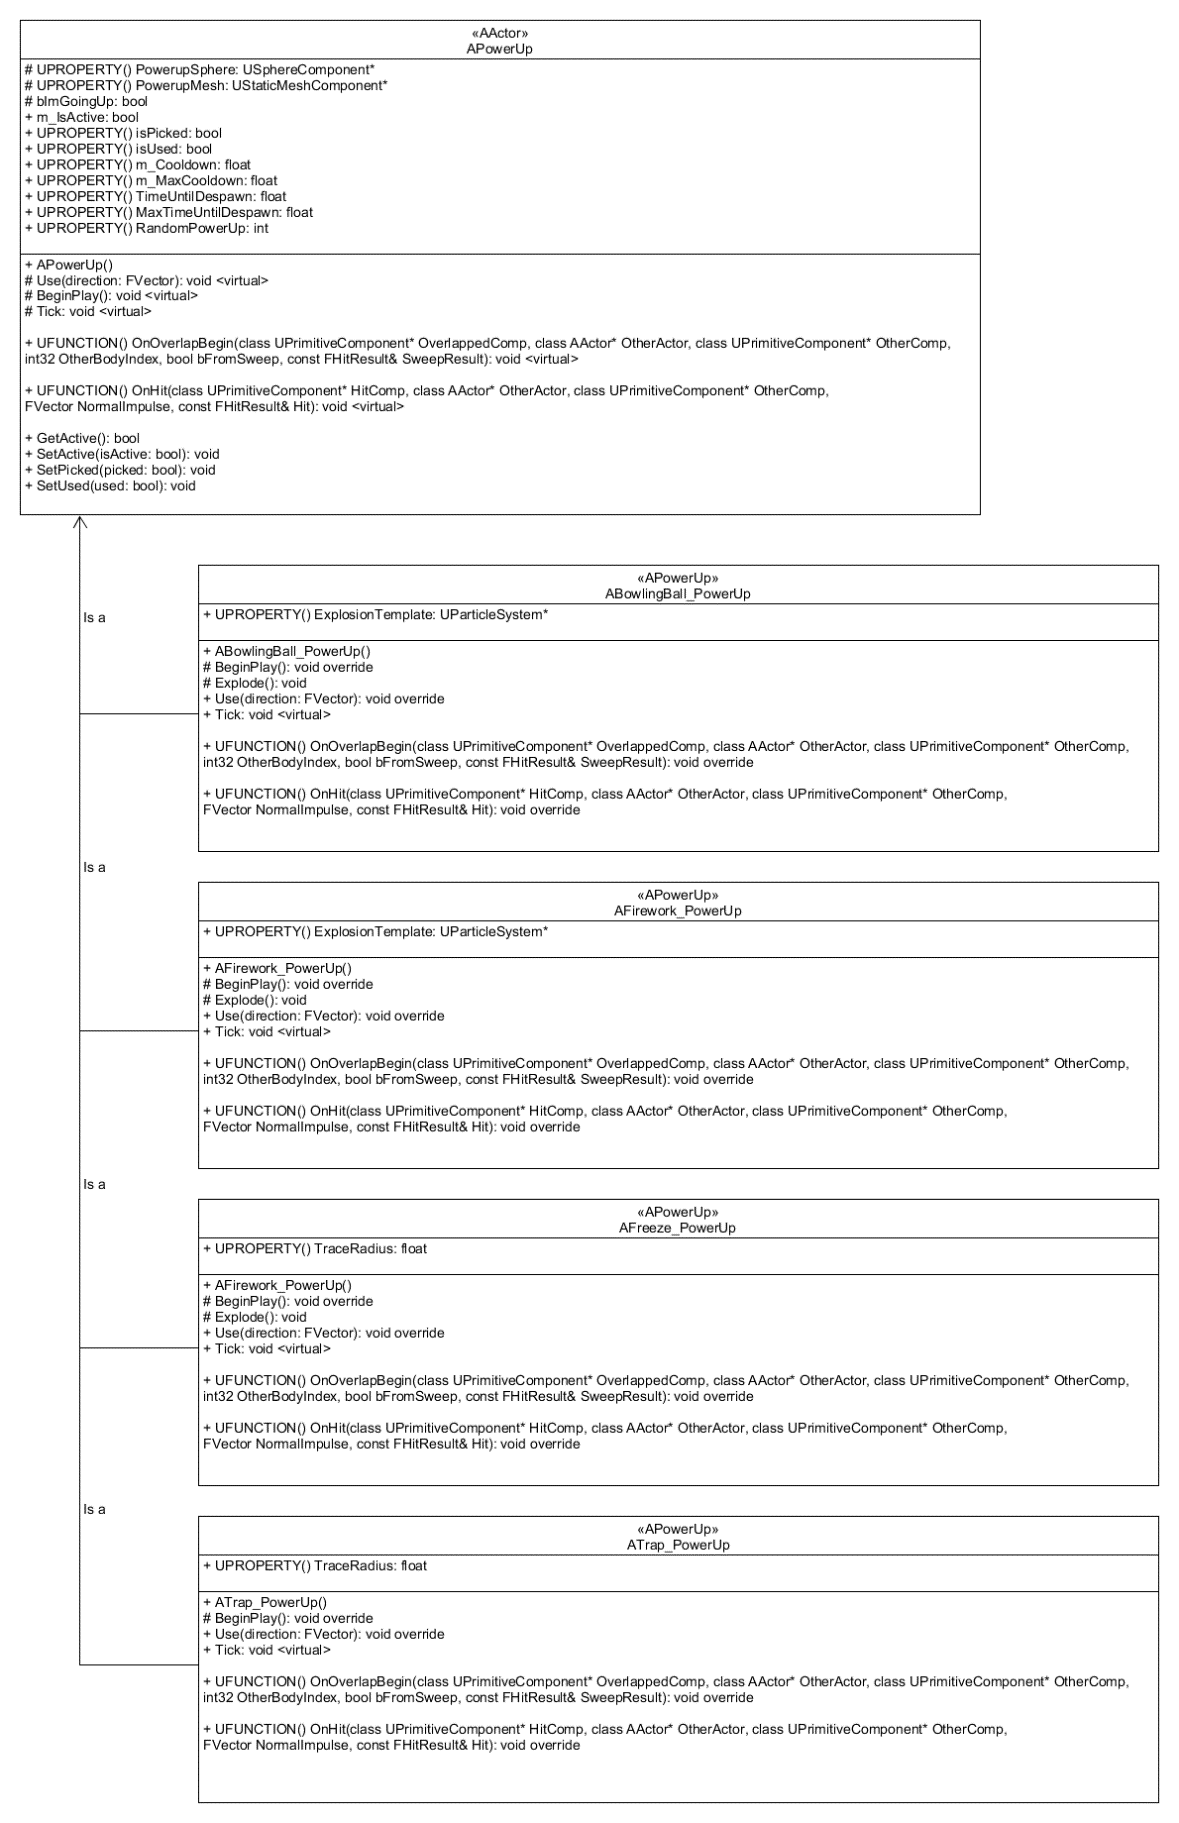 «AActor»
APowerUp
# UPROPERTY() PowerupSphere: USphereComponent*
# UPROPERTY() PowerupMesh: UStaticMeshComponent*
# bImGoingUp: bool
+ m_IsActive: bool
+ UPROPERTY() isPicked: bool
+ UPROPERTY() isUsed: bool
+ UPROPERTY() m_Cooldown: float
+ UPROPERTY() m_MaxCooldown: float
+ UPROPERTY() TimeUntilDespawn: float
+ UPROPERTY() MaxTimeUntilDespawn: float
+ UPROPERTY() RandomPowerUp: int
+ APowerUp()
# Use(direction: FVector): void <virtual>
# BeginPlay(): void <virtual>
# Tick: void <virtual>
+ UFUNCTION() OnOverlapBegin(class UPrimitiveComponent* OverlappedComp, class AActor* OtherActor, class UPrimitiveComponent* OtherComp,
int32 OtherBodyIndex, bool bFromSweep, const FHitResult& SweepResult): void <virtual>
+ UFUNCTION() OnHit(class UPrimitiveComponent* HitComp, class AActor* OtherActor, class UPrimitiveComponent* OtherComp,
FVector NormalImpulse, const FHitResult& Hit): void <virtual>
+ GetActive(): bool
+ SetActive(isActive: bool): void
+ SetPicked(picked: bool): void
+ SetUsed(used: bool): void
Is a
«APowerUp»
ABowlingBall_PowerUp
+ UPROPERTY() ExplosionTemplate: UParticleSystem*
+ ABowlingBall_PowerUp()
# BeginPlay(): void override
# Explode(): void
+ Use(direction: FVector): void override
+ Tick: void <virtual>
+ UFUNCTION() OnOverlapBegin(class UPrimitiveComponent* OverlappedComp, class AActor* OtherActor, class UPrimitiveComponent* OtherComp,
int32 OtherBodyIndex, bool bFromSweep, const FHitResult& SweepResult): void override
+ UFUNCTION() OnHit(class UPrimitiveComponent* HitComp, class AActor* OtherActor, class UPrimitiveComponent* OtherComp,
FVector NormalImpulse, const FHitResult& Hit): void override
Is a
«APowerUp»
AFirework_PowerUp
+ UPROPERTY() ExplosionTemplate: UParticleSystem*
+ AFirework_PowerUp()
# BeginPlay(): void override
# Explode(): void
+ Use(direction: FVector): void override
+ Tick: void <virtual>
+ UFUNCTION() OnOverlapBegin(class UPrimitiveComponent* OverlappedComp, class AActor* OtherActor, class UPrimitiveComponent* OtherComp,
int32 OtherBodyIndex, bool bFromSweep, const FHitResult& SweepResult): void override
+ UFUNCTION() OnHit(class UPrimitiveComponent* HitComp, class AActor* OtherActor, class UPrimitiveComponent* OtherComp,
FVector NormalImpulse, const FHitResult& Hit): void override
Is a
«APowerUp»
AFreeze_PowerUp
+ UPROPERTY() TraceRadius: float
+ AFirework_PowerUp()
# BeginPlay(): void override
# Explode(): void
+ Use(direction: FVector): void override
+ Tick: void <virtual>
+ UFUNCTION() OnOverlapBegin(class UPrimitiveComponent* OverlappedComp, class AActor* OtherActor, class UPrimitiveComponent* OtherComp,
int32 OtherBodyIndex, bool bFromSweep, const FHitResult& SweepResult): void override
+ UFUNCTION() OnHit(class UPrimitiveComponent* HitComp, class AActor* OtherActor, class UPrimitiveComponent* OtherComp,
FVector NormalImpulse, const FHitResult& Hit): void override
Is a
«APowerUp»
ATrap_PowerUp
+ UPROPERTY() TraceRadius: float
+ ATrap_PowerUp()
# BeginPlay(): void override
+ Use(direction: FVector): void override
+ Tick: void <virtual>
+ UFUNCTION() OnOverlapBegin(class UPrimitiveComponent* OverlappedComp, class AActor* OtherActor, class UPrimitiveComponent* OtherComp,
int32 OtherBodyIndex, bool bFromSweep, const FHitResult& SweepResult): void override
+ UFUNCTION() OnHit(class UPrimitiveComponent* HitComp, class AActor* OtherActor, class UPrimitiveComponent* OtherComp,
FVector NormalImpulse, const FHitResult& Hit): void override